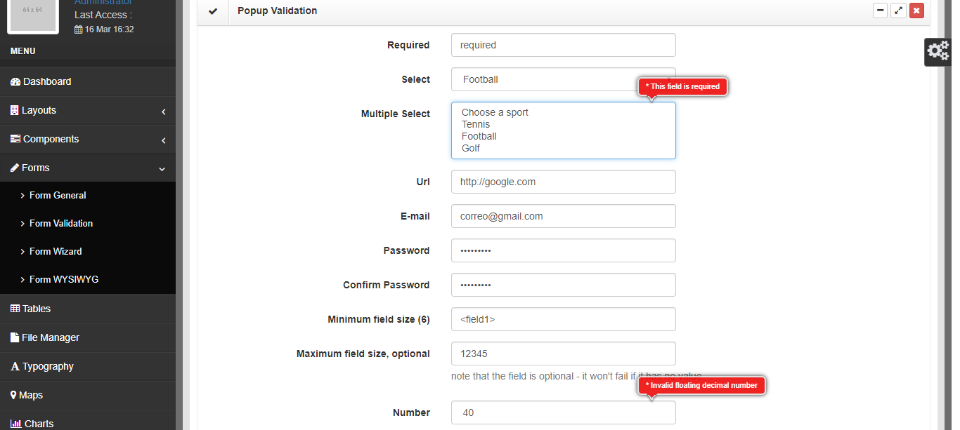 64 x 64
Administrator
Last Access :
16 Mar 16:32
MENU
Dashboard
Layouts
Components
Forms
Form General
Form Validation
Form Wizard
Form WYSIWYG
Tables
File Manager
Typography
Maps
Charts
Popup Validation
Required
required
Select
Football
* This field is required
Multiple Select
Choose a sport
Tennis
Football
Golf
Url
http://google.com
E-mail
correo@gmail.com
Password
•••••••••
Confirm Password
•••••••••
Minimum field size (6)
<field1>
Maximum field size, optional
12345
note that the field is optional - it won't fail if it has no value
* Invalid floating decimal number
Number
40